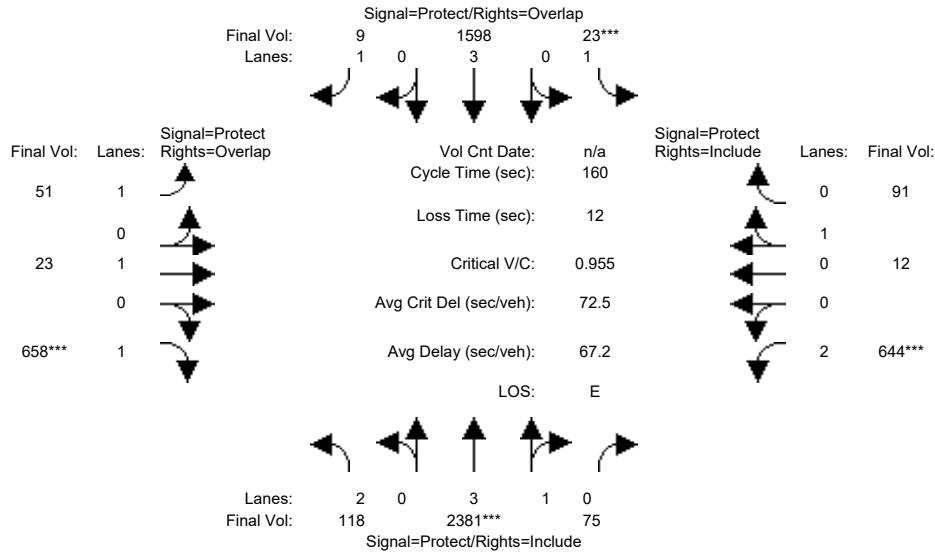 Signal=Protect/Rights=Overlap
Final Vol: 9 1598 23***
Lanes: 1 0 3 0 1
Signal=Protect Signal=Protect
Final Vol: Lanes: Rights=Overlap Vol Cnt Date: n/a Rights=Include Lanes: Final Vol:
Cycle Time (sec): 160
51 1 0 91
Loss Time (sec): 12
0 1
23 1 Critical V/C: 0.955 0 12
0 Avg Crit Del (sec/veh): 72.5 0
658*** 1 Avg Delay (sec/veh): 67.2 2 644***
LOS: E
Lanes: 2 0 3 1 0
Final Vol: 118 2381*** 75
Signal=Protect/Rights=Include